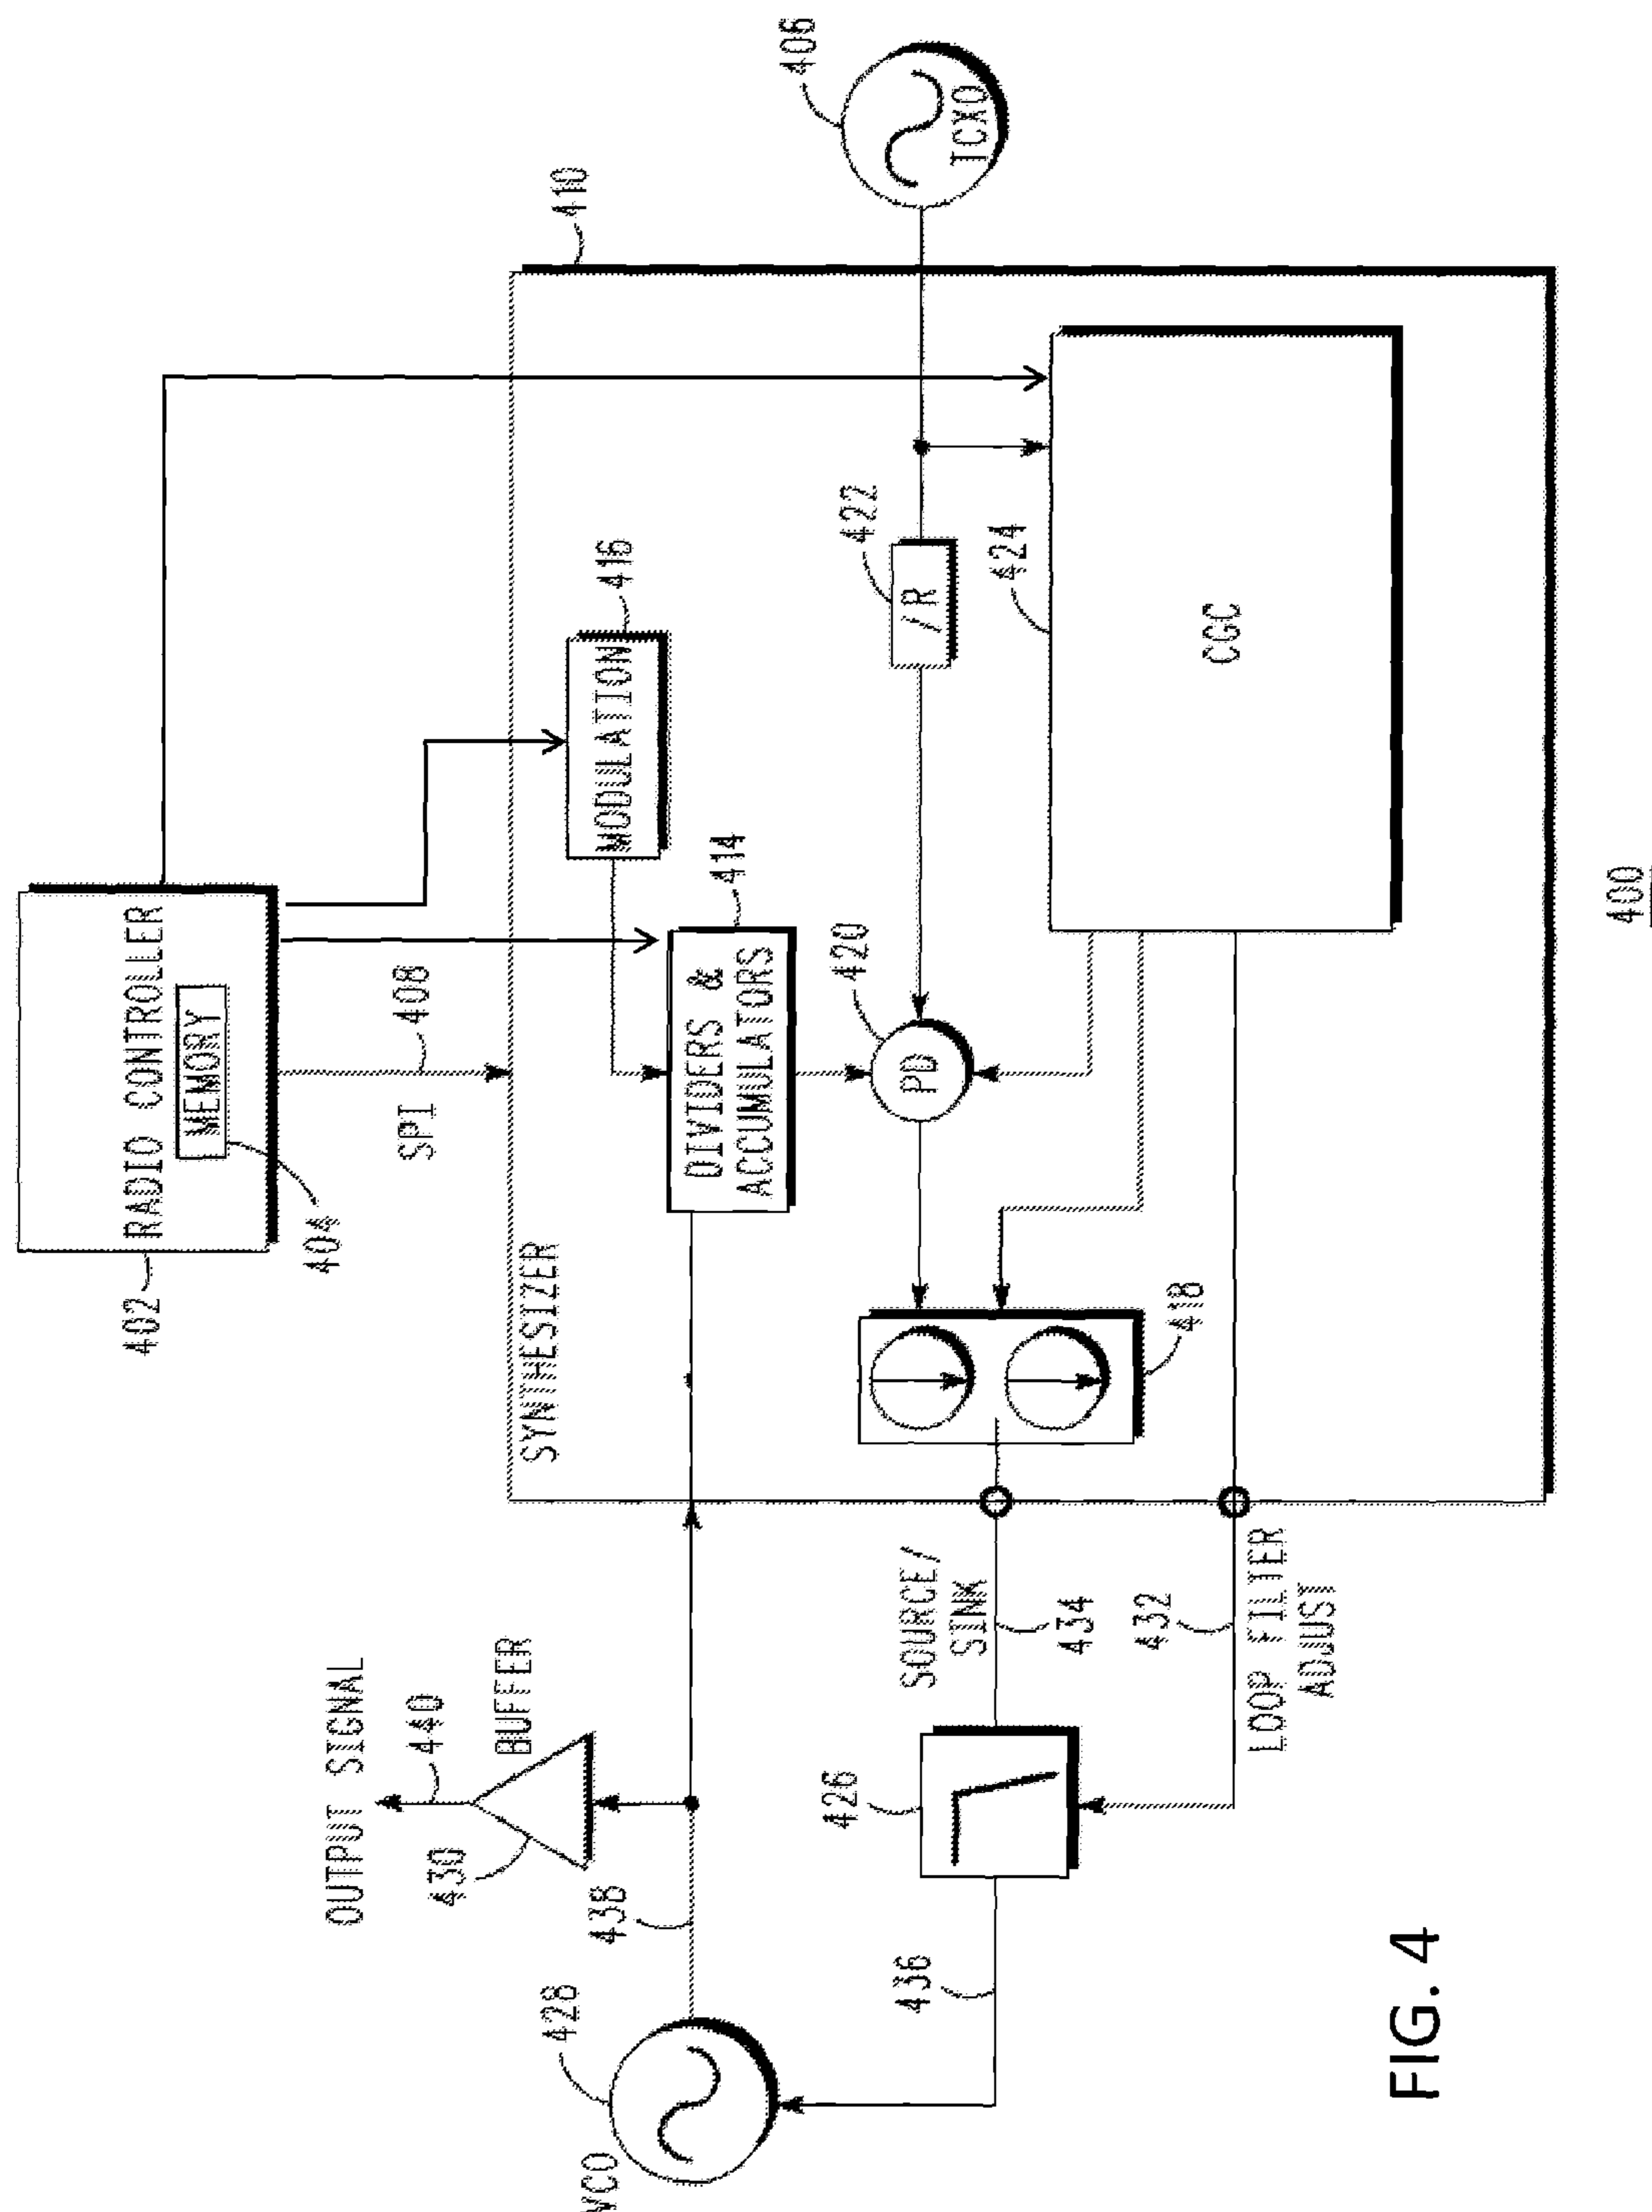 402
RADIO CONTROLLER
MEMORY
404
408
SPI
410
406
TCXO
SYNTHESIZER
MODULATION
416
414
DIVIDERS &
ACCUMULATORS
422
/R
420
PD
424
CGC
418
OUTPUT SIGNAL
440
BUFFER
430
438
428
VCO
SOURCE/
SINK
434
432
LOOP FILTER
ADJUST
426
436
400
FIG. 4